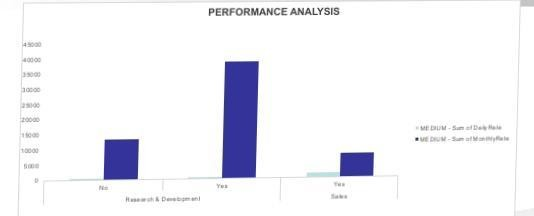 PERFORMANCE ANALYSIS
45000
40000
35000
30000
25000
20000
15000
10000
5000
0
No
Yes
Yes
Research & Development
Sales
MEDIUM - Sum of DailyRate
MEDIUM - Sum of MonthlyRate